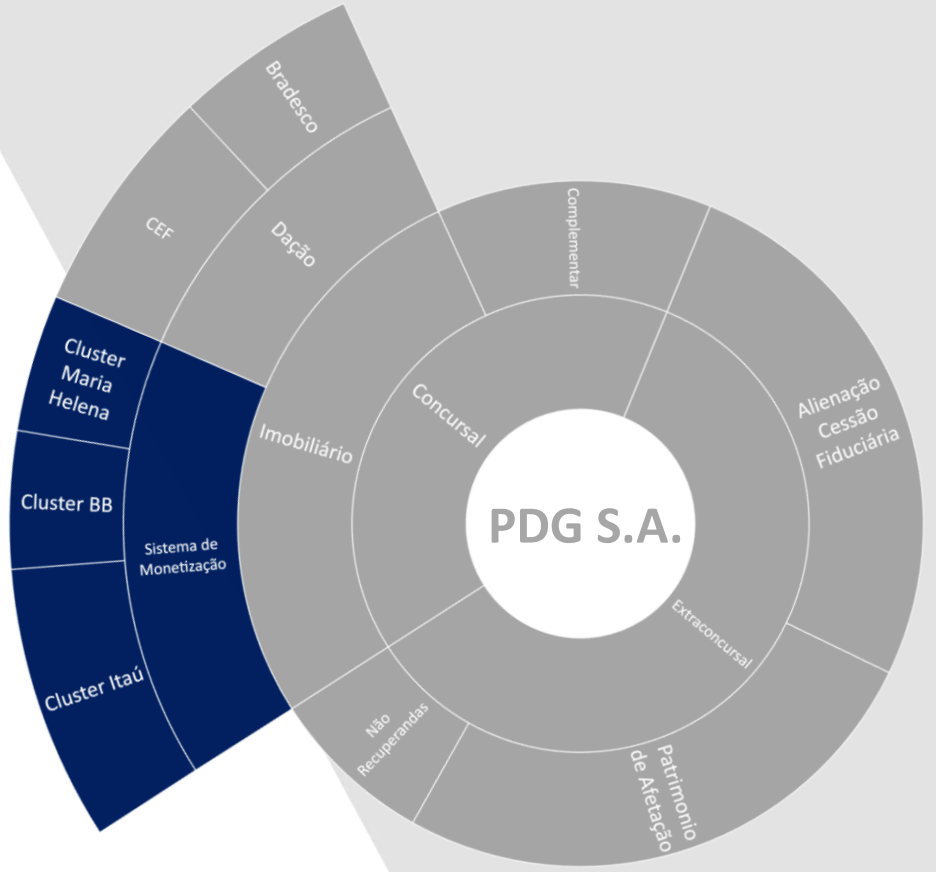 Bradesco
CEF
Dação
Complementar
Cluster
Maria
Helena
Concursal
Imobiliário
Alienação
Cessão
Fiduciária
Cluster BB
PDG S.A.
Sistema de
Monetização
Extraconcursal
Cluster Itaú
Não
Recuperandas
Patrimonio
de Afetação